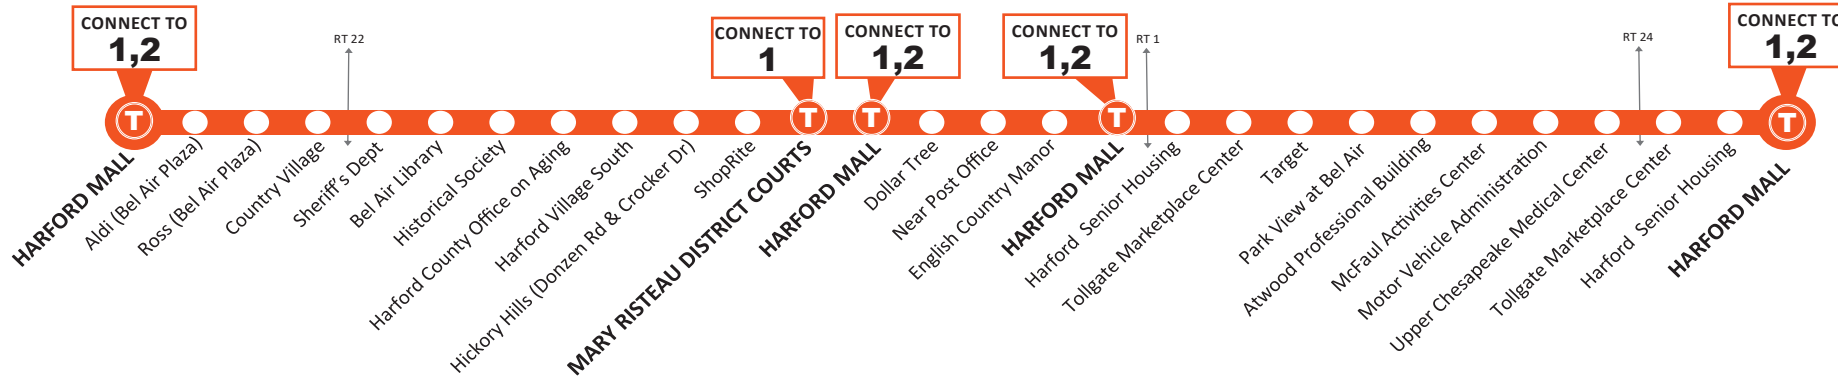 CONNECT TO
1,2
CONNECT TO
1
CONNECT TO
1,2
CONNECT TO
1,2
CONNECT TO
1,2
RT 22
RT 1
RT 24
T
T
T
T
T
HARFORD MALL
Aldi (Bel Air Plaza)
Ross (Bel Air Plaza)
Country Village
Sheriff's Dept
Bel Air Library
Historical Society
Harford County Office on Aging
Harford Village South
Hickory Hills (Donzen Rd & Crocker Dr)
ShopRite
MARY RISTEAU DISTRICT COURTS
HARFORD MALL
Dollar Tree
Near Post Office
English Country Manor
HARFORD MALL
Harford Senior Housing
Tollgate Marketplace Center
Target
Park View at Bel Air
Atwood Professional Building
McFaul Activities Center
Motor Vehicle Administration
Upper Chesapeake Medical Center
Tollgate Marketplace Center
Harford Senior Housing
HARFORD MALL